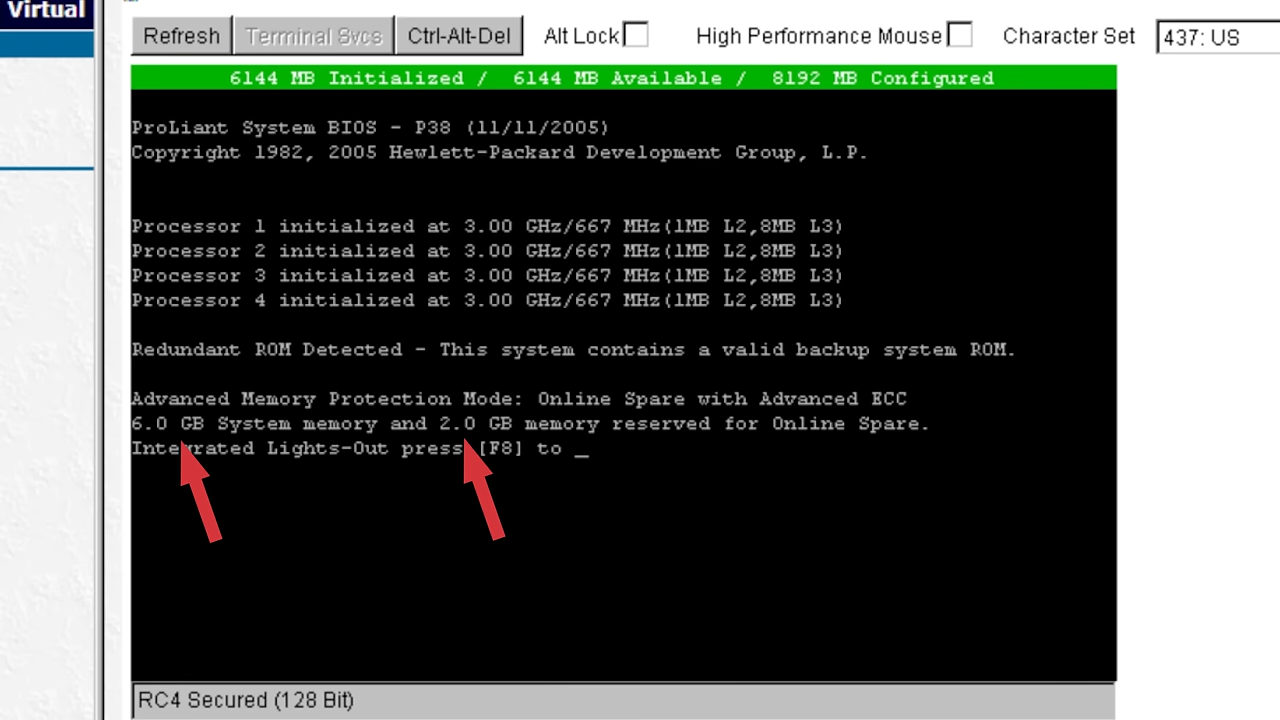 Virtual
Refresh Terminal Svcs Ctrl-Alt-Del Alt Lock High Performance Mouse Character Set 437: US
6144 MB Initialized / 6144 MB Available / 8192 MB Configured
ProLiant System BIOS - P38 (11/11/2005)
Copyright 1982, 2005 Hewlett-Packard Development Group, L.P.
Processor 1 initialized at 3.00 GHz/667 MHz(1MB L2,8MB L3)
Processor 2 initialized at 3.00 GHz/667 MHz(1MB L2,8MB L3)
Processor 3 initialized at 3.00 GHz/667 MHz(1MB L2,8MB L3)
Processor 4 initialized at 3.00 GHz/667 MHz(1MB L2,8MB L3)
Redundant ROM Detected - This system contains a valid backup system ROM.
Advanced Memory Protection Mode: Online Spare with Advanced ECC
6.0 GB System memory and 2.0 GB memory reserved for Online Spare.
Integrated Lights-Out press [F8] to _
RC4 Secured (128 Bit)